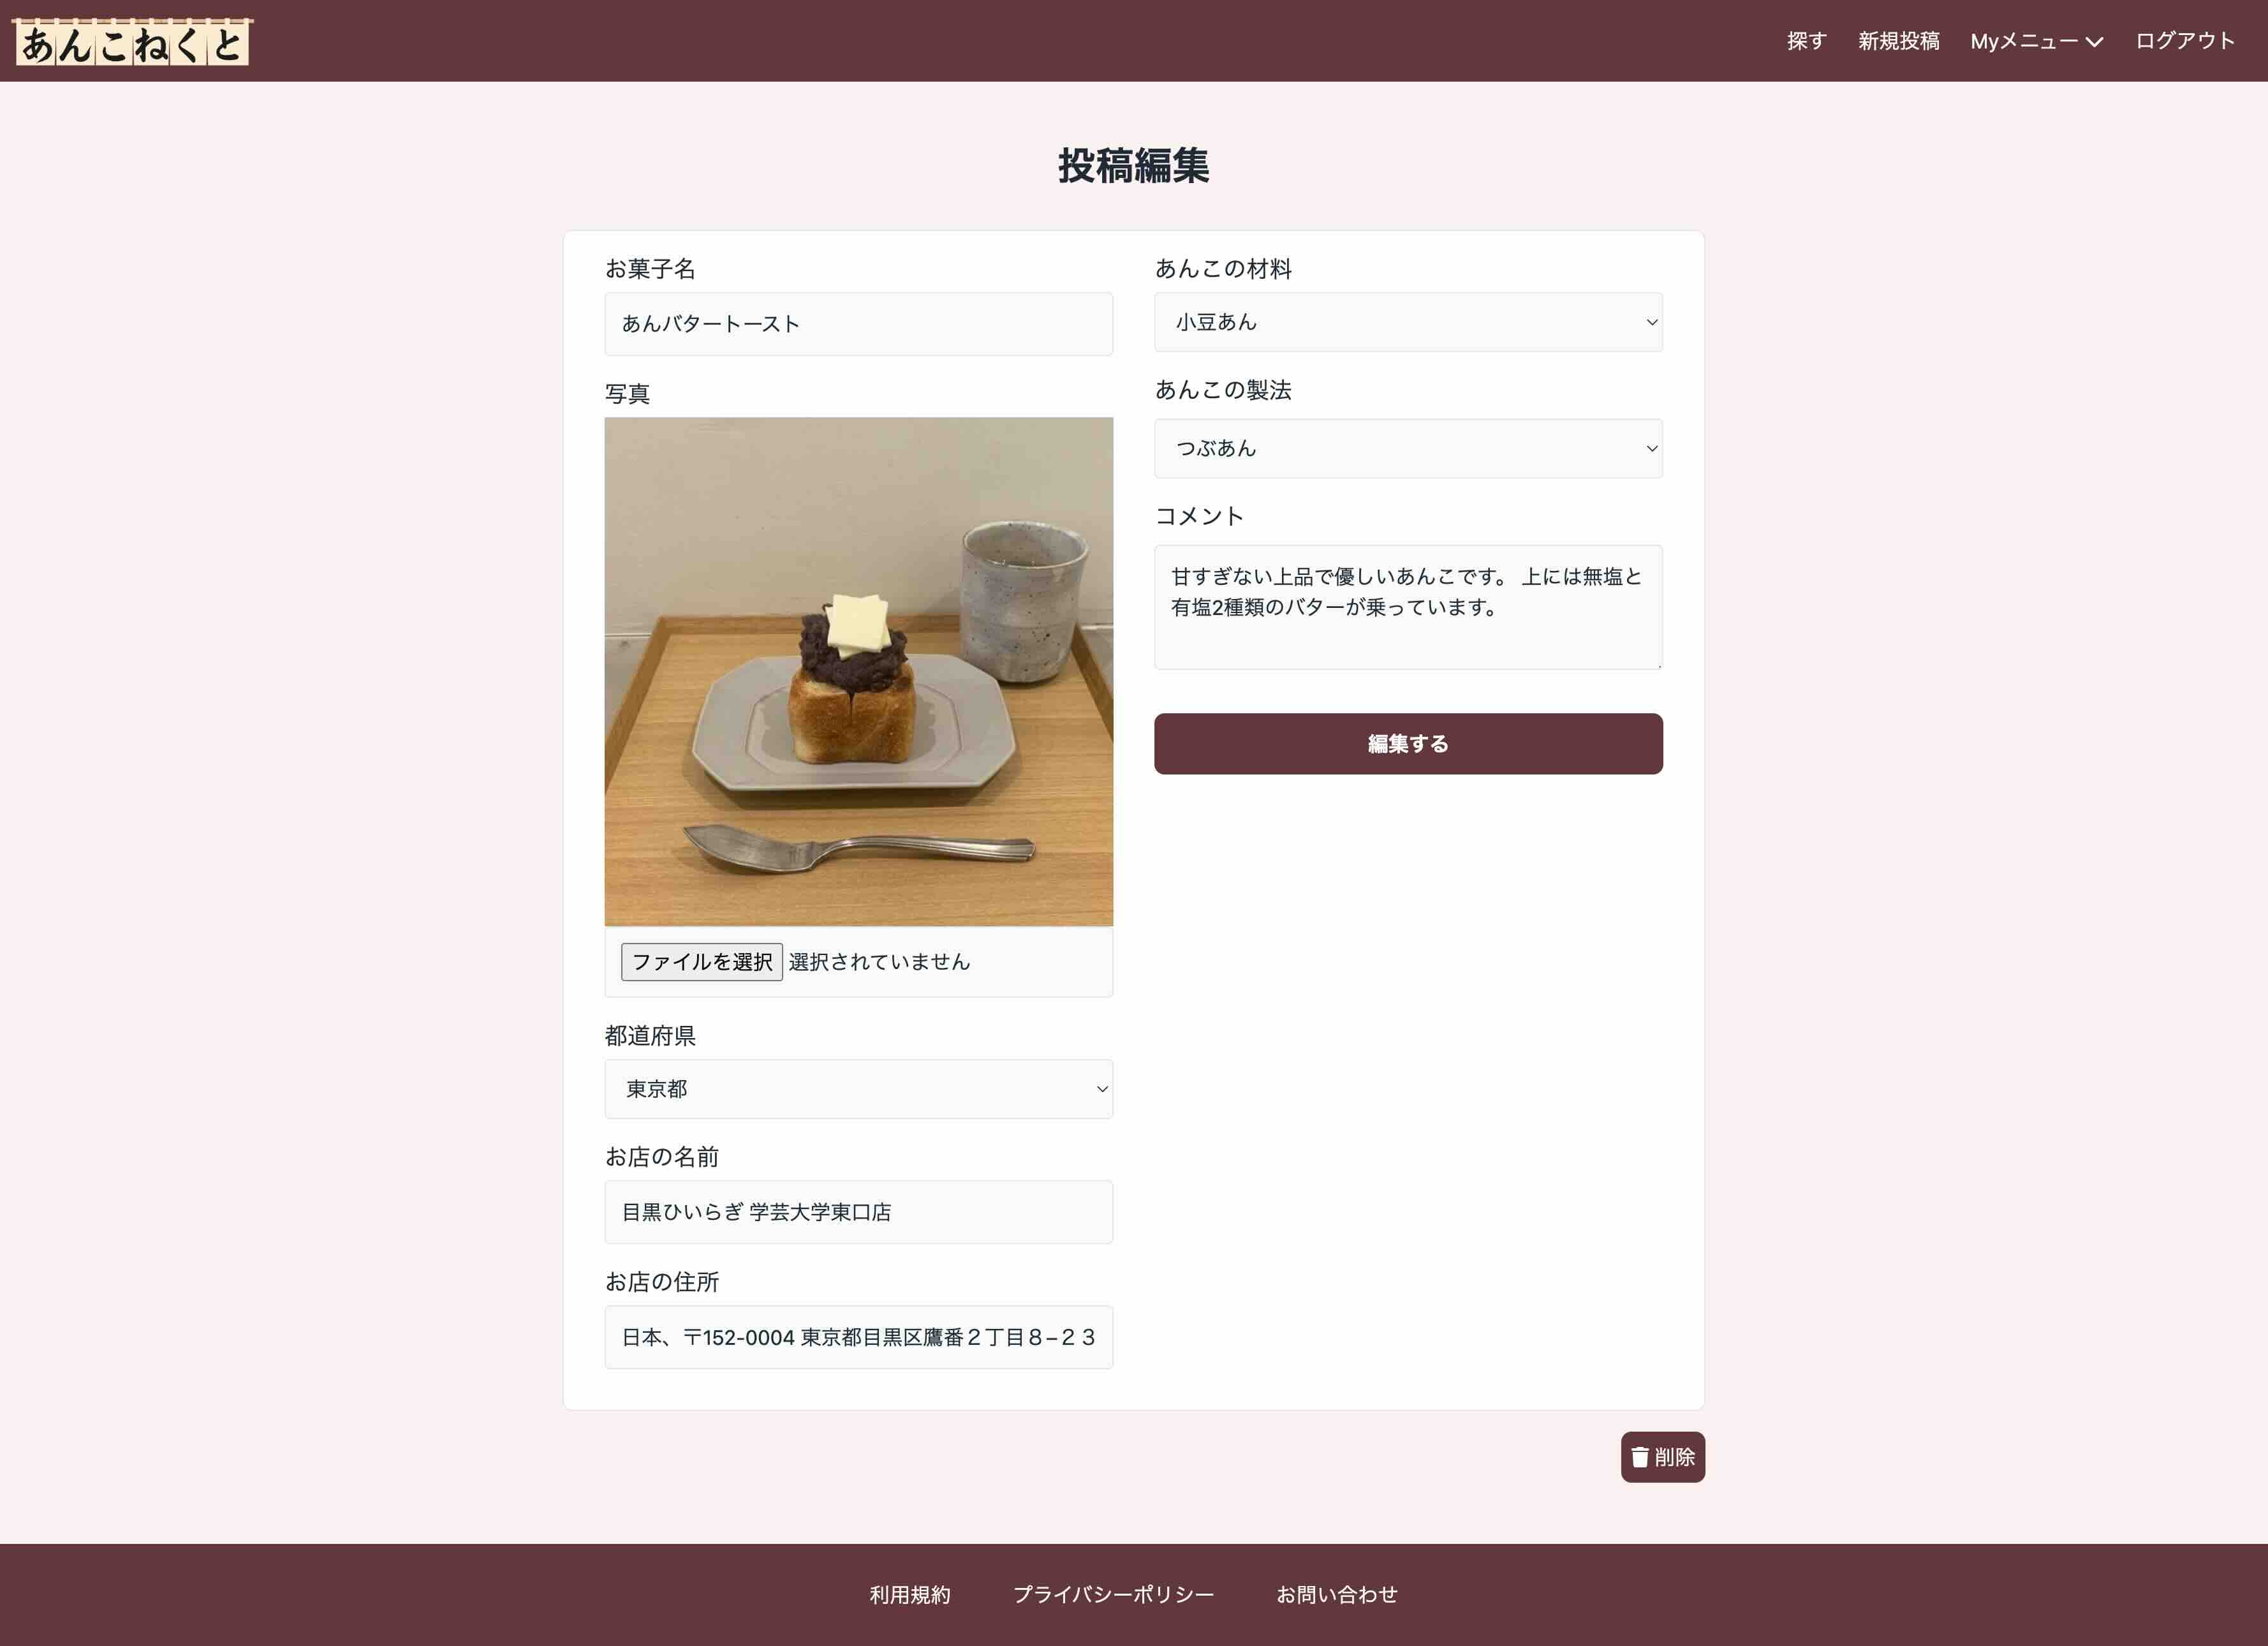 あんこねくと
探す 新規投稿 Myメニュー ログアウト
投稿編集
お菓子名
あんバタートースト
写真
ファイルを選択 選択されていません
都道府県
東京都
お店の名前
目黒ひいらぎ 学芸大学東口店
お店の住所
日本、〒152-0004 東京都目黒区鷹番２丁目８−２３
あんこの材料
小豆あん
あんこの製法
つぶあん
コメント
甘すぎない上品で優しいあんこです。 上には無塩と
有塩2種類のバターが乗っています。
編集する
削除
利用規約 プライバシーポリシー お問い合わせ